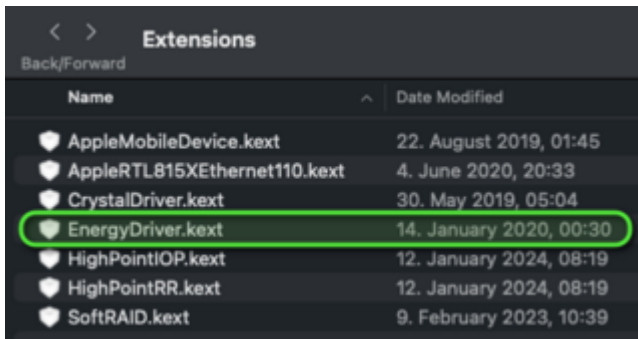 Extensions
Back/Forward
Name Date Modified
AppleMobileDevice.kext 22. August 2019, 01:45
AppleRTL815XEthernet110.kext 4. June 2020, 20:33
CrystalDriver.kext 30. May 2019, 05:04
EnergyDriver.kext 14. January 2020, 00:30
HighPointIOP.kext 12. January 2024, 08:19
HighPointRR.kext 12. January 2024, 08:19
SoftRAID.kext 9. February 2023, 10:39